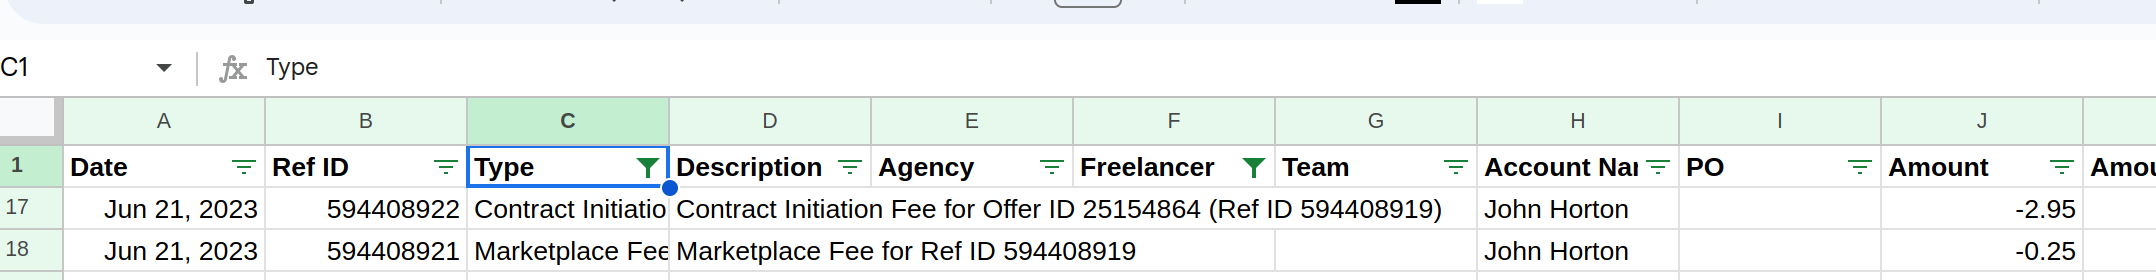 C1 fx Type
A B C D E F G H I J
1 Date Ref ID Type Description Agency Freelancer Team Account Nar PO Amount Amou
17 Jun 21, 2023 594408922 Contract Initiatio Contract Initiation Fee for Offer ID 25154864 (Ref ID 594408919) John Horton -2.95
18 Jun 21, 2023 594408921 Marketplace Fee Marketplace Fee for Ref ID 594408919 John Horton -0.25